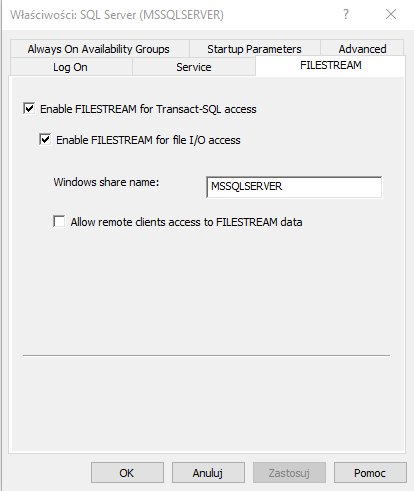 Właściwości: SQL Server (MSSQLSERVER)
Always On Availability Groups Startup Parameters Advanced
Log On Service FILESTREAM
Enable FILESTREAM for Transact-SQL access
Enable FILESTREAM for file I/O access
Windows share name: MSSQLSERVER
Allow remote clients access to FILESTREAM data
OK Anuluj Zastosuj Pomoc